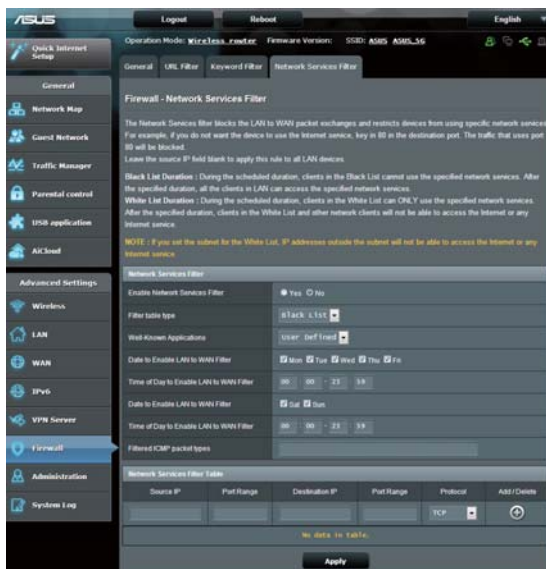 ASUS
Logout
Reboot
English
Quick Internet
Setup
Operation Mode: Wireless router Firmware Version: SSID: ASUS ASUS_5G
General
URL Filter
Keyword Filter
Network Services Filter
General
Network Map
Guest Network
Traffic Manager
Parental control
USB application
AiCloud
Advanced Settings
Wireless
LAN
WAN
IPv6
VPN Server
Firewall
Administration
System Log
Firewall - Network Services Filter
The Network Services filter blocks the LAN to WAN packet exchanges and restricts devices from using specific network services.
For example, if you do not want the device to use the Internet service, key in 80 in the destination port. The traffic that uses port
80 will be blocked.
Leave the source IP field blank to apply this rule to all LAN devices.
Black List Duration : During the scheduled duration, clients in the Black List cannot use the specified network services. After
the specified duration, all the clients in LAN can access the specified network services.
White List Duration : During the scheduled duration, clients in the White List can ONLY use the specified network services.
After the specified duration, clients in the White List and other network clients will not be able to access the Internet or any
Internet service.
NOTE : If you set the subnet for the White List, IP addresses outside the subnet will not be able to access the Internet or any
Internet service.
Network Services Filter
Enable Network Services Filter Yes No
Filter table type Black List
Well-Known Applications User Defined
Date to Enable LAN to WAN Filter Mon Tue Wed Thu Fri
Time of Day to Enable LAN to WAN Filter 00 : 00 - 23 : 59
Date to Enable LAN to WAN Filter Sat Sun
Time of Day to Enable LAN to WAN Filter 00 : 00 - 23 : 59
Filtered ICMP packet types
Network Services Filter Table
Source IP Port Range Destination IP Port Range Protocol Add / Delete
TCP
No data in table.
Apply